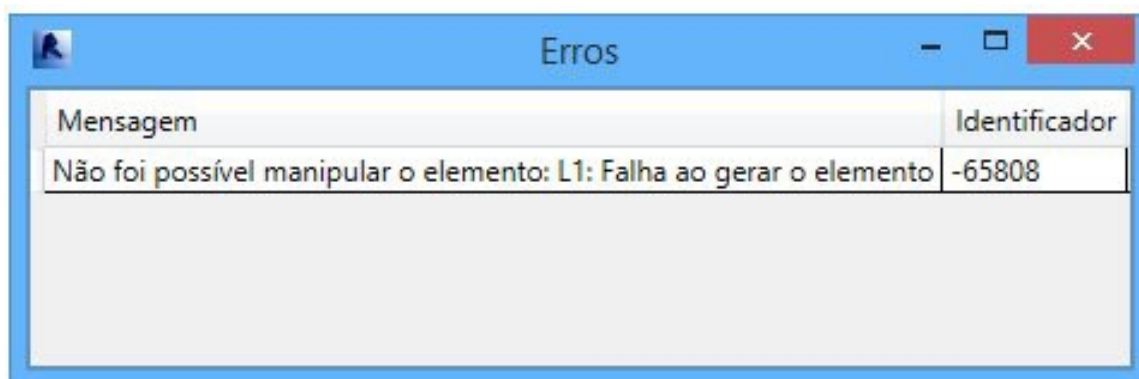 Erros
Mensagem Identificador
Não foi possível manipular o elemento: L1: Falha ao gerar o elemento -65808